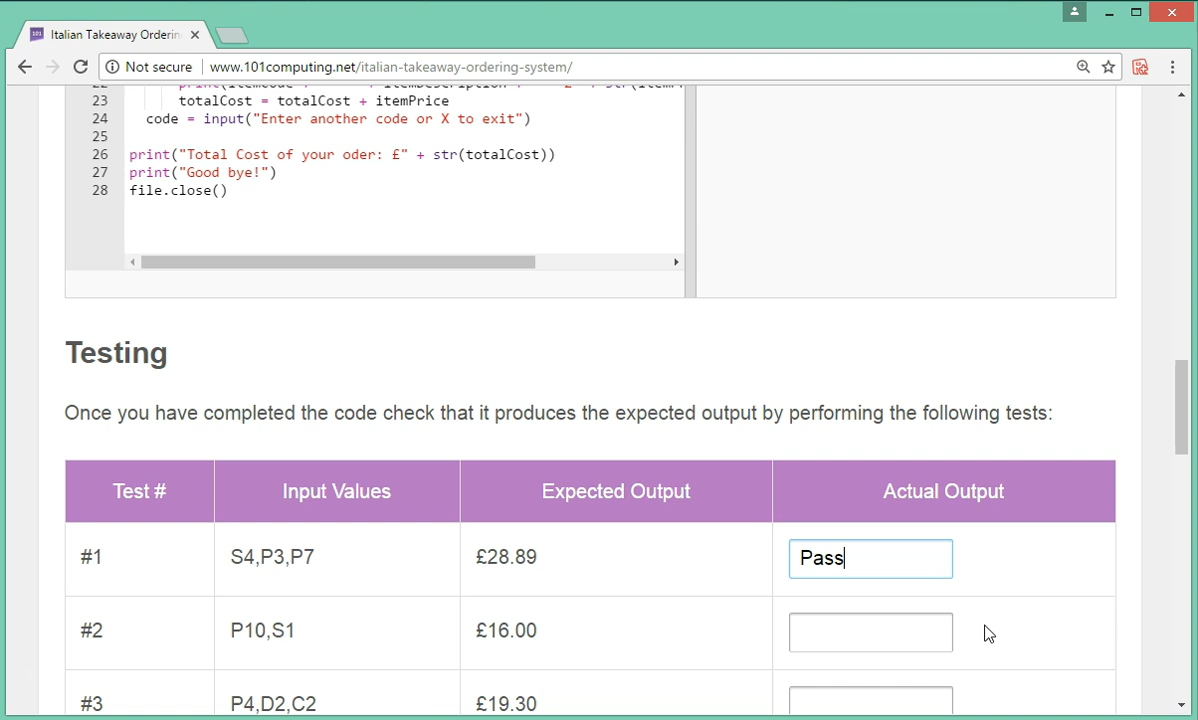 Italian Takeaway Orderin
Not secure www.101computing.net/italian-takeaway-ordering-system/
23 totalCost = totalCost + itemPrice
24 code = input("Enter another code or X to exit")
25
26 print("Total Cost of your oder: £" + str(totalCost))
27 print("Good bye!")
28 file.close()
Testing
Once you have completed the code check that it produces the expected output by performing the following tests:
Test # Input Values Expected Output Actual Output
#1 S4,P3,P7 £28.89 Pass
#2 P10,S1 £16.00
#3 P4,D2,C2 £19.30